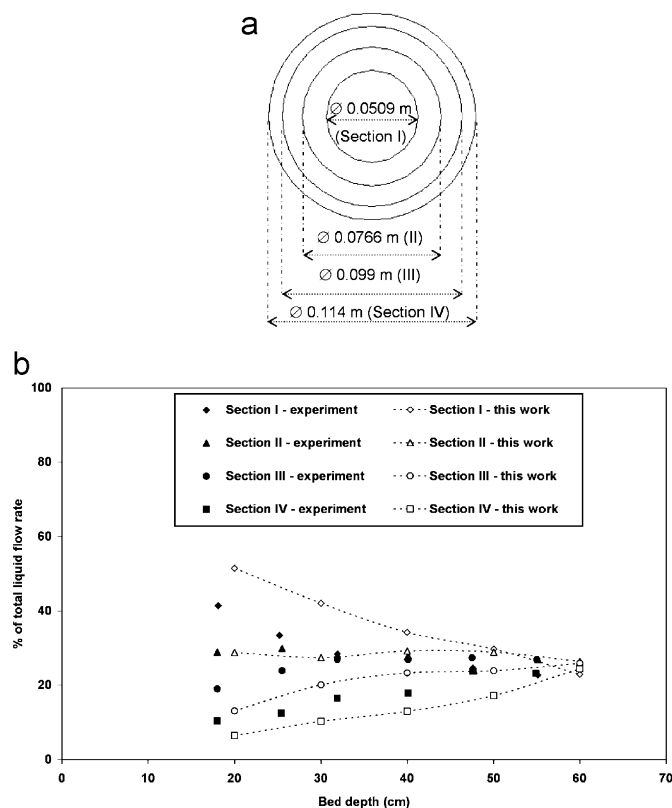 a
∅ 0.0509 m
(Section I)
∅ 0.0766 m (II)
∅ 0.099 m (III)
∅ 0.114 m (Section IV)
b
100
80
60
40
20
0
% of total liquid flow rate
Section I - experiment
Section I - this work
Section II - experiment
Section II - this work
Section III - experiment
Section III - this work
Section IV - experiment
Section IV - this work
0 10 20 30 40 50 60 70
Bed depth (cm)